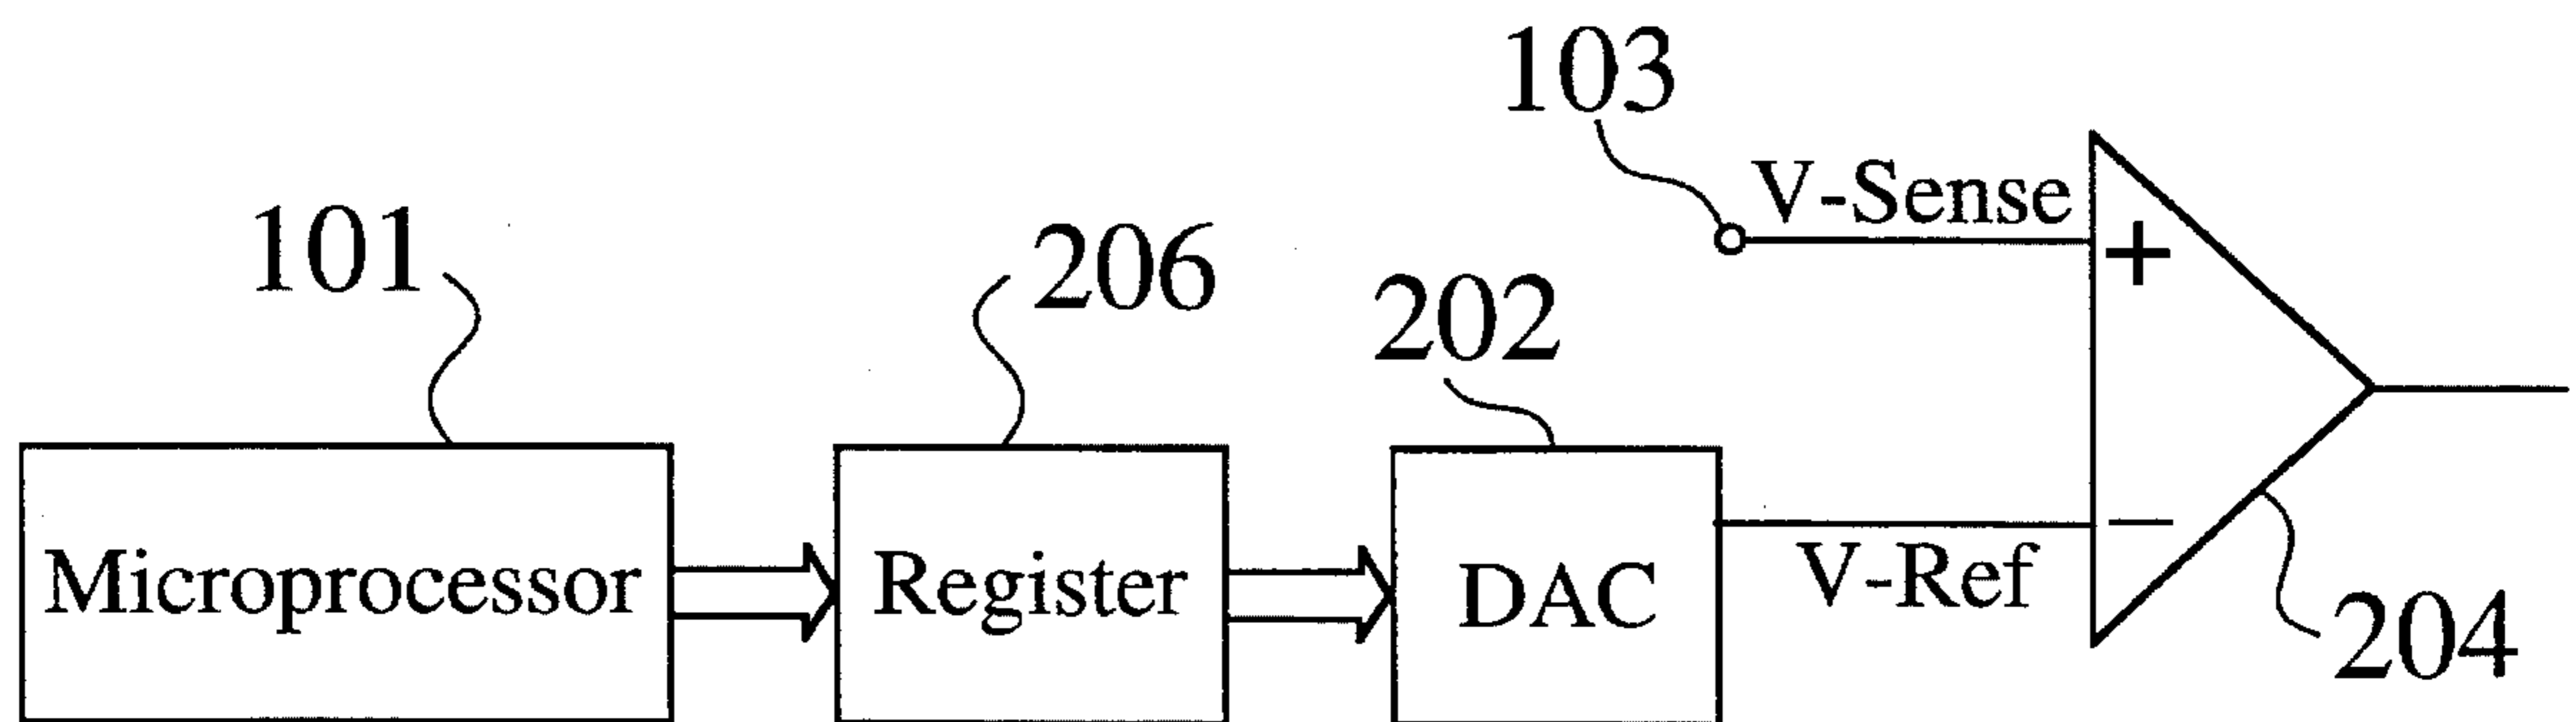 103
V-Sense
101
206
202
+
Microprocessor
Register
DAC
−
V-Ref
204